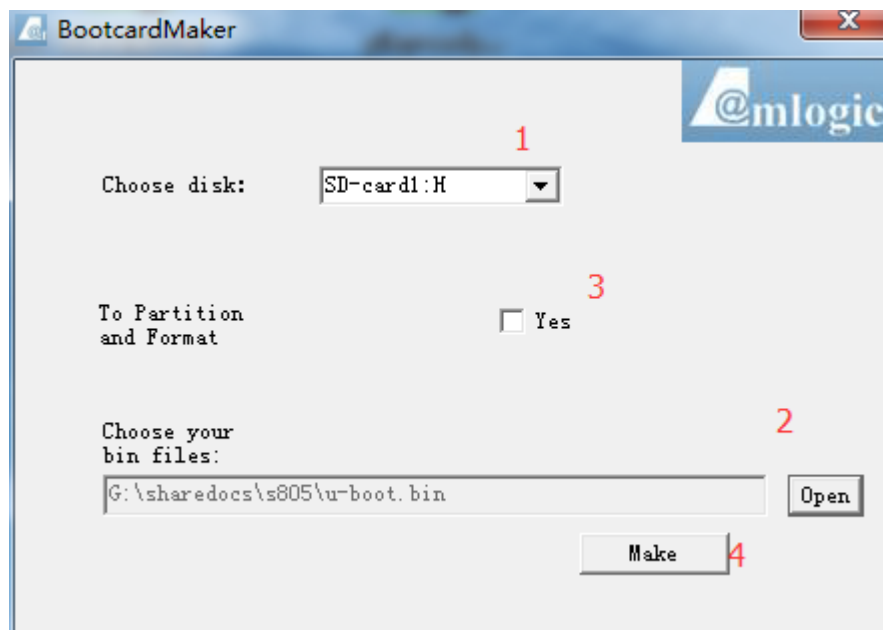 BootcardMaker
@mlogic
1
Choose disk:
SD-card1:H
3
To Partition
and Format
Yes
2
Choose your
bin files:
G:\sharedocs\s805\u-boot.bin
Open
Make
4